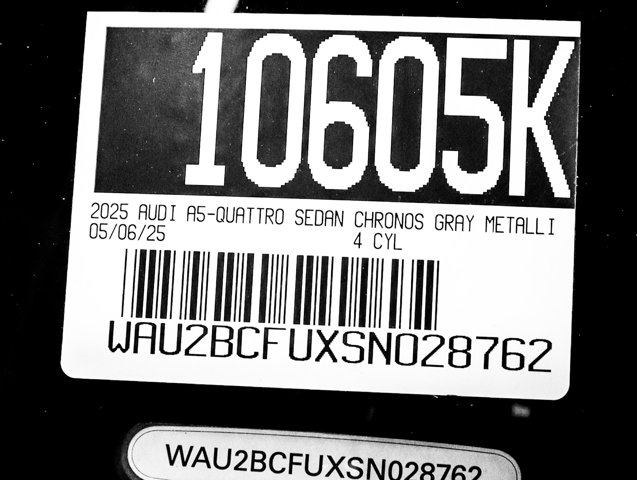 10605K
2025 AUDI A5-QUATTRO SEDAN CHRONOS GRAY METALLI
05/06/25 4 CYL
WAU2BCFUXSN028762
WAU2BCFUXSN028762